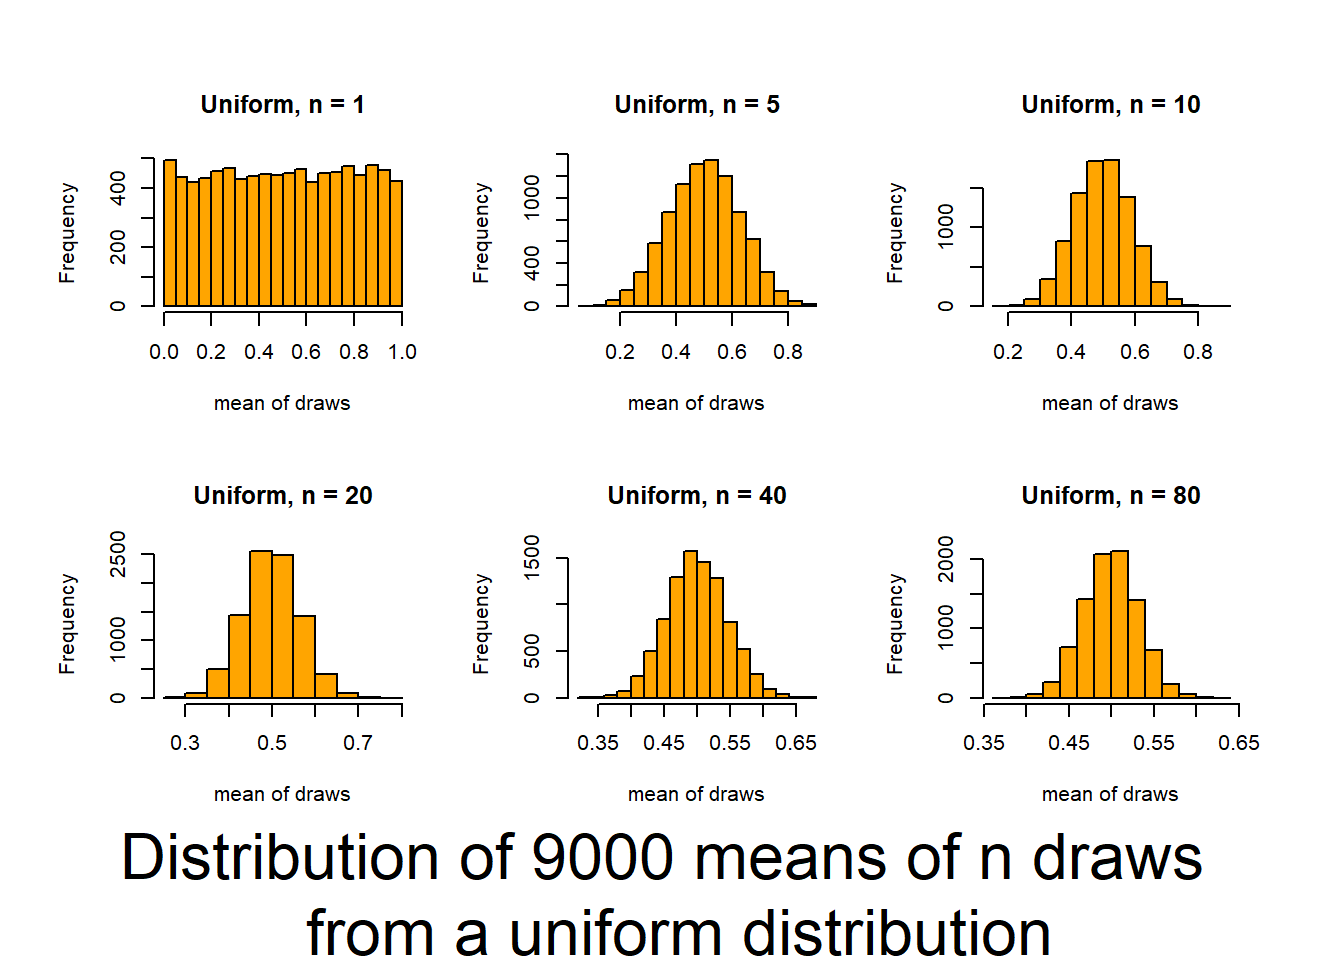 Uniform, n = 1
Frequency
0 200 400
0.0 0.2 0.4 0.6 0.8 1.0
mean of draws
Uniform, n = 5
Frequency
0 400 1000
0.2 0.4 0.6 0.8
mean of draws
Uniform, n = 10
Frequency
0 1000
0.2 0.4 0.6 0.8
mean of draws
Uniform, n = 20
Frequency
0 1000 2500
0.3 0.5 0.7
mean of draws
Uniform, n = 40
Frequency
0 500 1500
0.35 0.45 0.55 0.65
mean of draws
Uniform, n = 80
Frequency
0 1000 2000
0.35 0.45 0.55 0.65
mean of draws
Distribution of 9000 means of n draws
from a uniform distribution